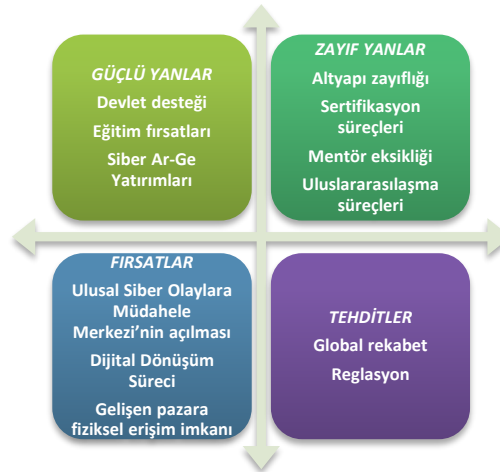 GÜÇLÜ YANLAR
Devlet desteği
Eğitim fırsatları
Siber Ar-Ge
Yatırımları
ZAYIF YANLAR
Altyapı zayıflığı
Sertifikasyon
süreçleri
Mentör eksikliği
Uluslararasılaşma
süreçleri
FIRSATLAR
Ulusal Siber Olaylara
Müdahele
Merkezi’nin açılması
Dijital Dönüşüm
Süreci
Gelişen pazara
fiziksel erişim imkanı
TEHDİTLER
Global rekabet
Reglasyon